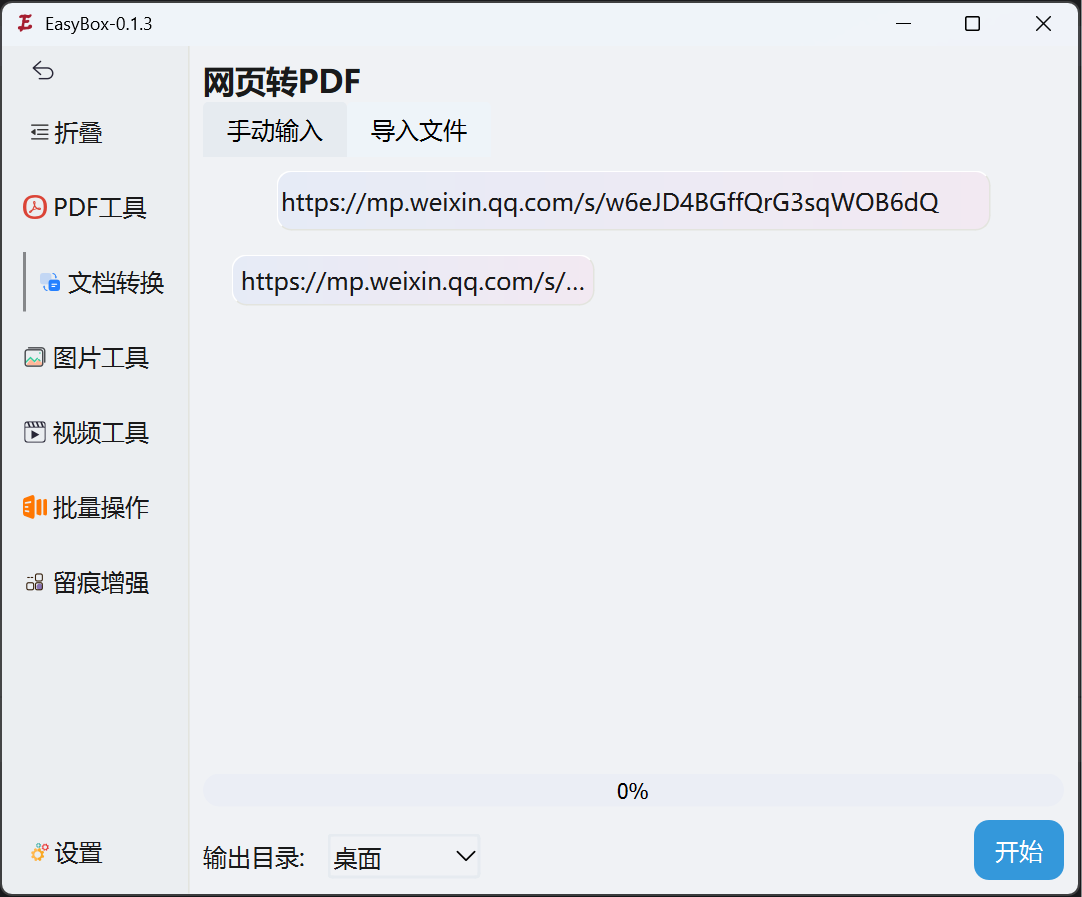 EasyBox-0.1.3
折叠
PDF工具
文档转换
图片工具
视频工具
批量操作
留痕增强
设置
网页转PDF
手动输入 导入文件
https://mp.weixin.qq.com/s/w6eJD4BGffQrG3sqWOB6dQ
https://mp.weixin.qq.com/s/...
0%
输出目录: 桌面
开始